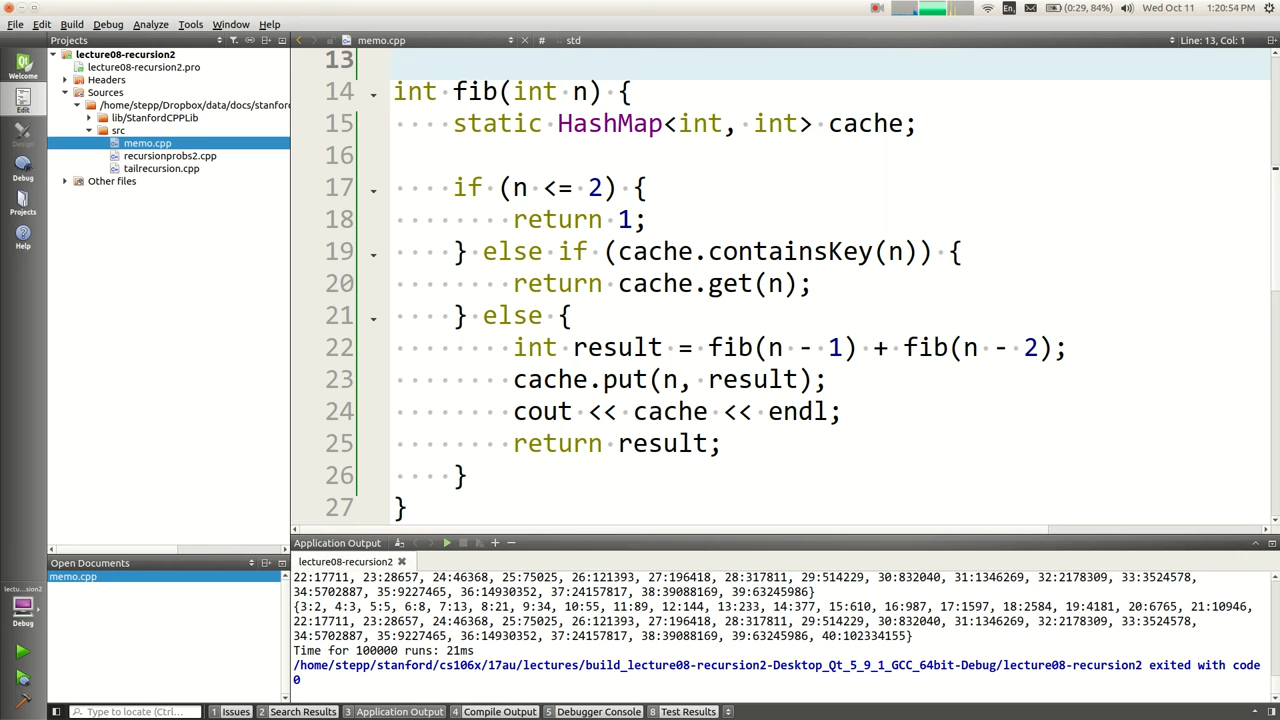 En, (0:29, 84%) Wed Oct 11 1:20:54 PM
File Edit Build Debug Analyze Tools Window Help
Projects memo.cpp # std Line: 13, Col: 1
Welcome
Edit
Design
Debug
Projects
Help
lecture08-recursion2
lecture08-recursion2.pro
Headers
Sources
/home/stepp/Dropbox/data/docs/stanford
lib/StanfordCPPLib
src
memo.cpp
recursionprobs2.cpp
tailrecursion.cpp
Other files
13
14 int fib(int n) {
15 static HashMap<int, int> cache;
16
17 if (n <= 2) {
18 return 1;
19 } else if (cache.containsKey(n)) {
20 return cache.get(n);
21 } else {
22 int result = fib(n - 1) + fib(n - 2);
23 cache.put(n, result);
24 cout << cache << endl;
25 return result;
26 }
27 }
Open Documents
memo.cpp
lectu...rsion2
Debug
Application Output
lecture08-recursion2
22:17711, 23:28657, 24:46368, 25:75025, 26:121393, 27:196418, 28:317811, 29:514229, 30:832040, 31:1346269, 32:2178309, 33:3524578,
34:5702887, 35:9227465, 36:14930352, 37:24157817, 38:39088169, 39:63245986}
{3:2, 4:3, 5:5, 6:8, 7:13, 8:21, 9:34, 10:55, 11:89, 12:144, 13:233, 14:377, 15:610, 16:987, 17:1597, 18:2584, 19:4181, 20:6765, 21:10946,
22:17711, 23:28657, 24:46368, 25:75025, 26:121393, 27:196418, 28:317811, 29:514229, 30:832040, 31:1346269, 32:2178309, 33:3524578,
34:5702887, 35:9227465, 36:14930352, 37:24157817, 38:39088169, 39:63245986, 40:102334155}
Time for 100000 runs: 21ms
/home/stepp/stanford/cs106x/17au/lectures/build_lecture08-recursion2-Desktop_Qt_5_9_1_GCC_64bit-Debug/lecture08-recursion2 exited with code
0
Type to locate (Ctrl+... 1 Issues 2 Search Results 3 Application Output 4 Compile Output 5 Debugger Console 8 Test Results